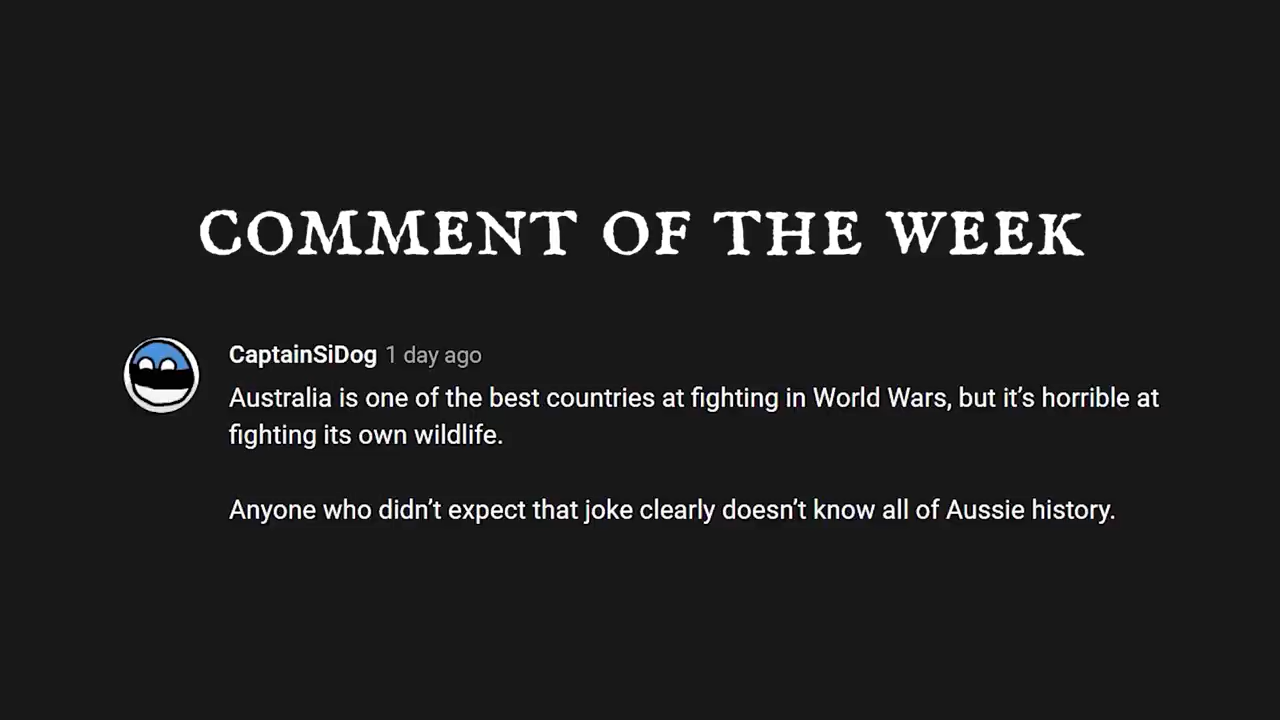 COMMENT OF THE WEEK
CaptainSiDog 1 day ago
Australia is one of the best countries at fighting in World Wars, but it’s horrible at
fighting its own wildlife.
Anyone who didn’t expect that joke clearly doesn’t know all of Aussie history.